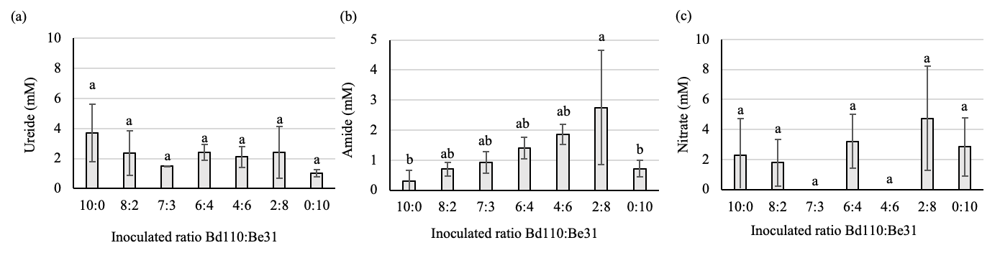 (a)
10
8
6
4
2
0
Ureide (mM)
a
a
a
a
a
a
a
10:0 8:2 7:3 6:4 4:6 2:8 0:10
Inoculated ratio Bd110:Be31
(b)
5
4
3
2
1
0
Amide (mM)
b
ab
ab
ab
ab
a
b
10:0 8:2 7:3 6:4 4:6 2:8 0:10
Inoculated ratio Bd110:Be31
(c)
10
8
6
4
2
0
Nitrate (mM)
a
a
a
a
a
a
a
10:0 8:2 7:3 6:4 4:6 2:8 0:10
Inoculated ratio Bd110:Be31